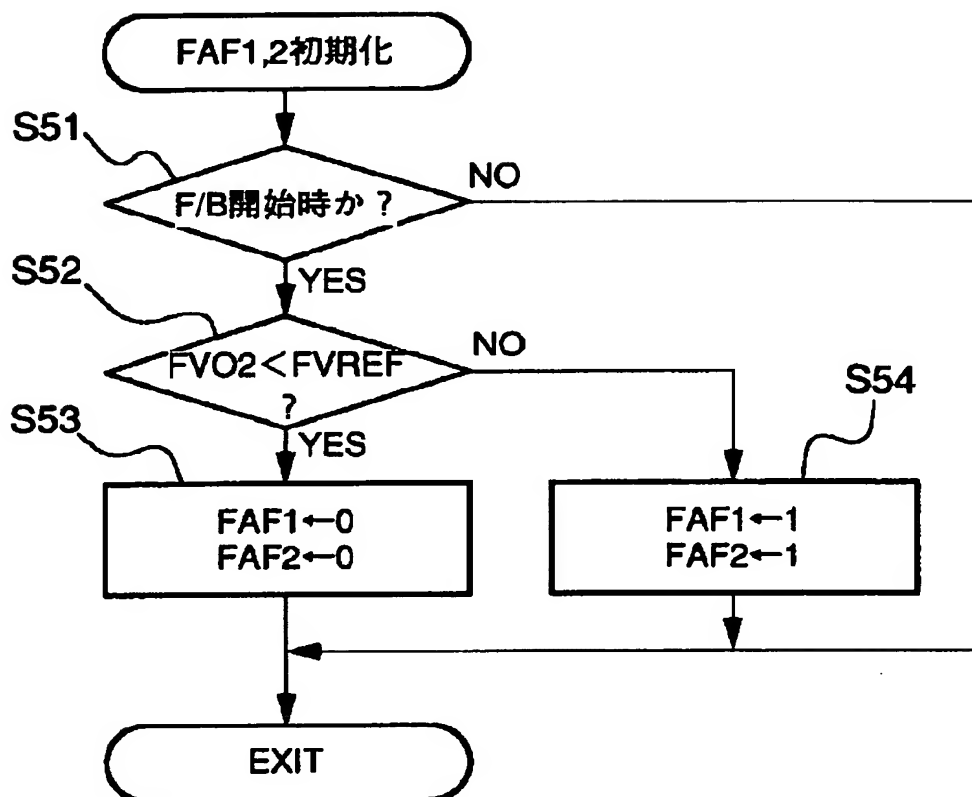 FAF1,2初期化
S51
F/B開始時か?
NO
YES
S52
FVO2<FVREF
?
NO
YES
S53
FAF1←0
FAF2←0
S54
FAF1←1
FAF2←1
EXIT